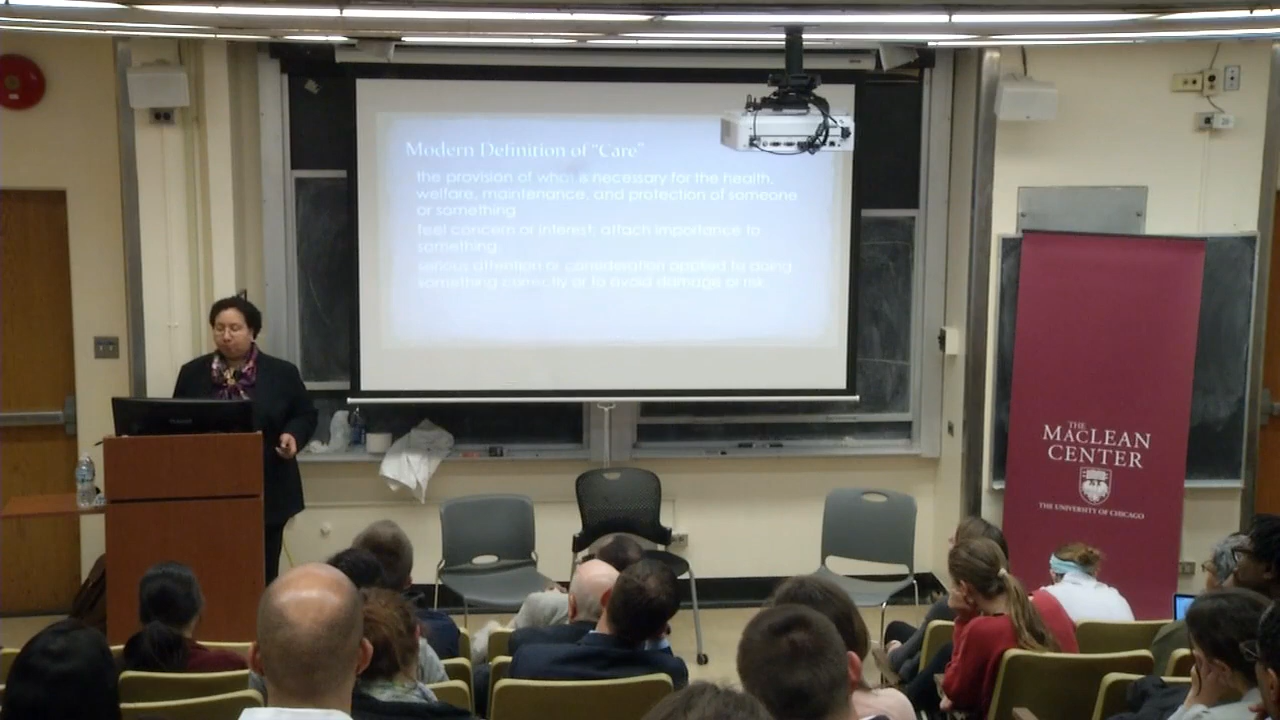 Modern Definition of "Care"
the provision of what is necessary for the health,
welfare, maintenance, and protection of someone
or something
feel concern or interest; attach importance to
something
serious attention or consideration applied to doing
something correctly or to avoid damage or risk
THE
MACLEAN
CENTER
THE UNIVERSITY OF CHICAGO